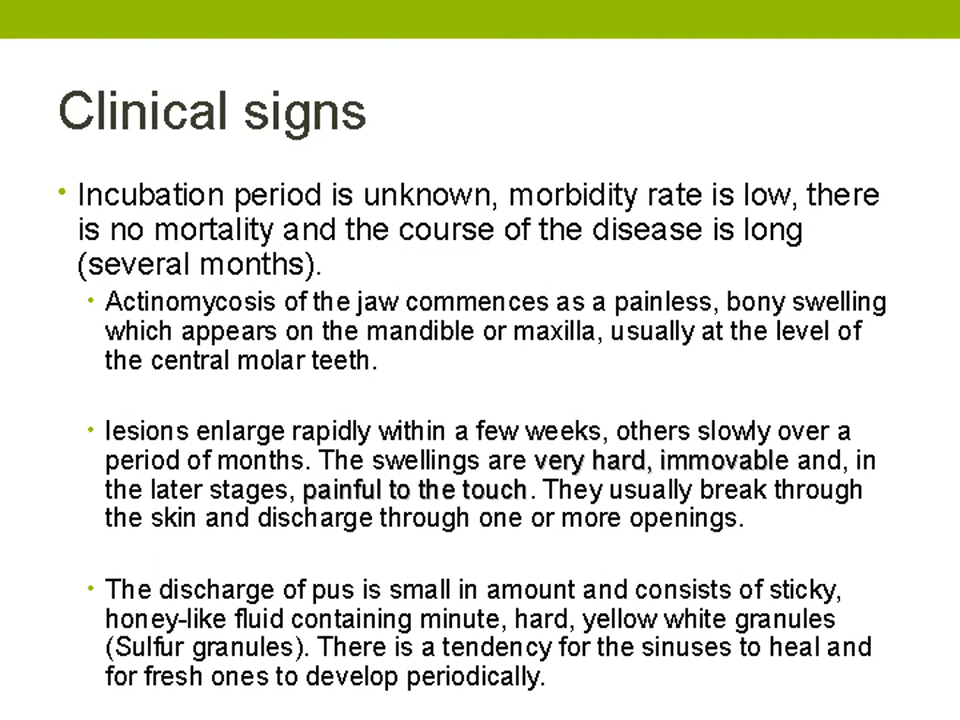 Clinical signs
• Incubation period is unknown, morbidity rate is low, there
is no mortality and the course of the disease is long
(several months).
• Actinomycosis of the jaw commences as a painless, bony swelling
which appears on the mandible or maxilla, usually at the level of
the central molar teeth.
• lesions enlarge rapidly within a few weeks, others slowly over a
period of months. The swellings are very hard, immovable and, in
the later stages, painful to the touch. They usually break through
the skin and discharge through one or more openings.
• The discharge of pus is small in amount and consists of sticky,
honey-like fluid containing minute, hard, yellow white granules
(Sulfur granules). There is a tendency for the sinuses to heal and
for fresh ones to develop periodically.